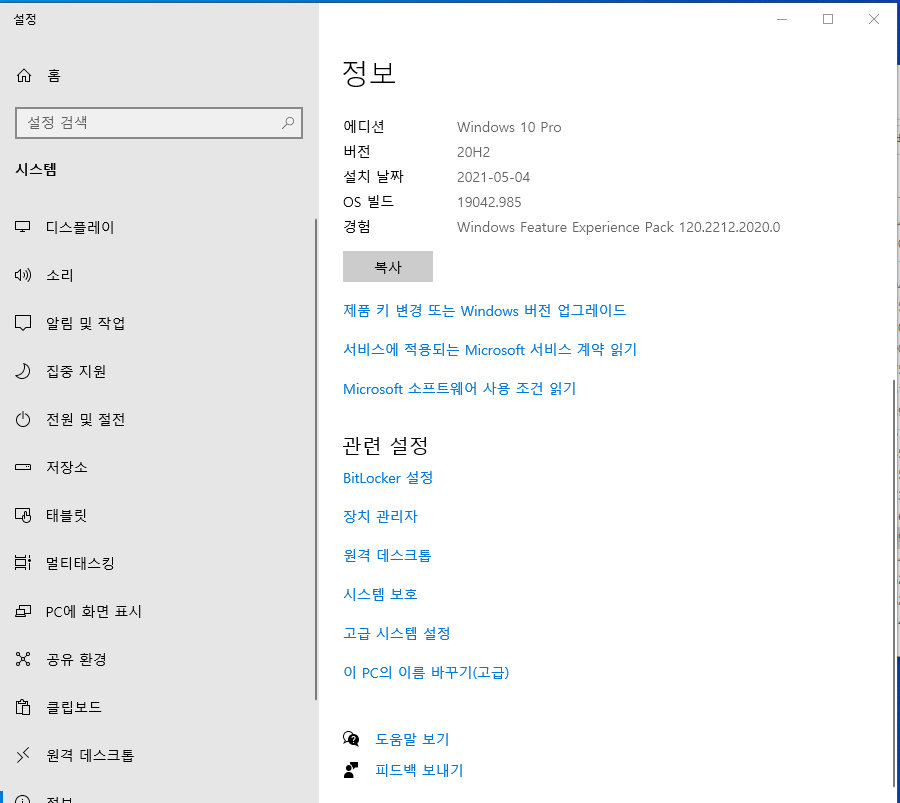 설정
홈
설정 검색
시스템
디스플레이
소리
알림 및 작업
집중 지원
전원 및 절전
저장소
태블릿
멀티태스킹
PC에 화면 표시
공유 환경
클립보드
원격 데스크톱
정보
정보
에디션 Windows 10 Pro
버전 20H2
설치 날짜 2021-05-04
OS 빌드 19042.985
경험 Windows Feature Experience Pack 120.2212.2020.0
복사
제품 키 변경 또는 Windows 버전 업그레이드
서비스에 적용되는 Microsoft 서비스 계약 읽기
Microsoft 소프트웨어 사용 조건 읽기
관련 설정
BitLocker 설정
장치 관리자
원격 데스크톱
시스템 보호
고급 시스템 설정
이 PC의 이름 바꾸기(고급)
도움말 보기
피드백 보내기